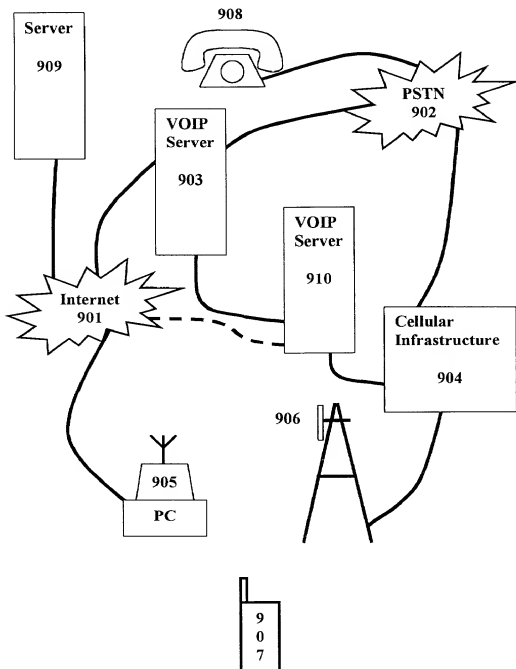 Server
909
908
PSTN
902
VOIP
Server
903
VOIP
Server
910
Internet
901
Cellular
Infrastructure
904
906
905
PC
9
0
7